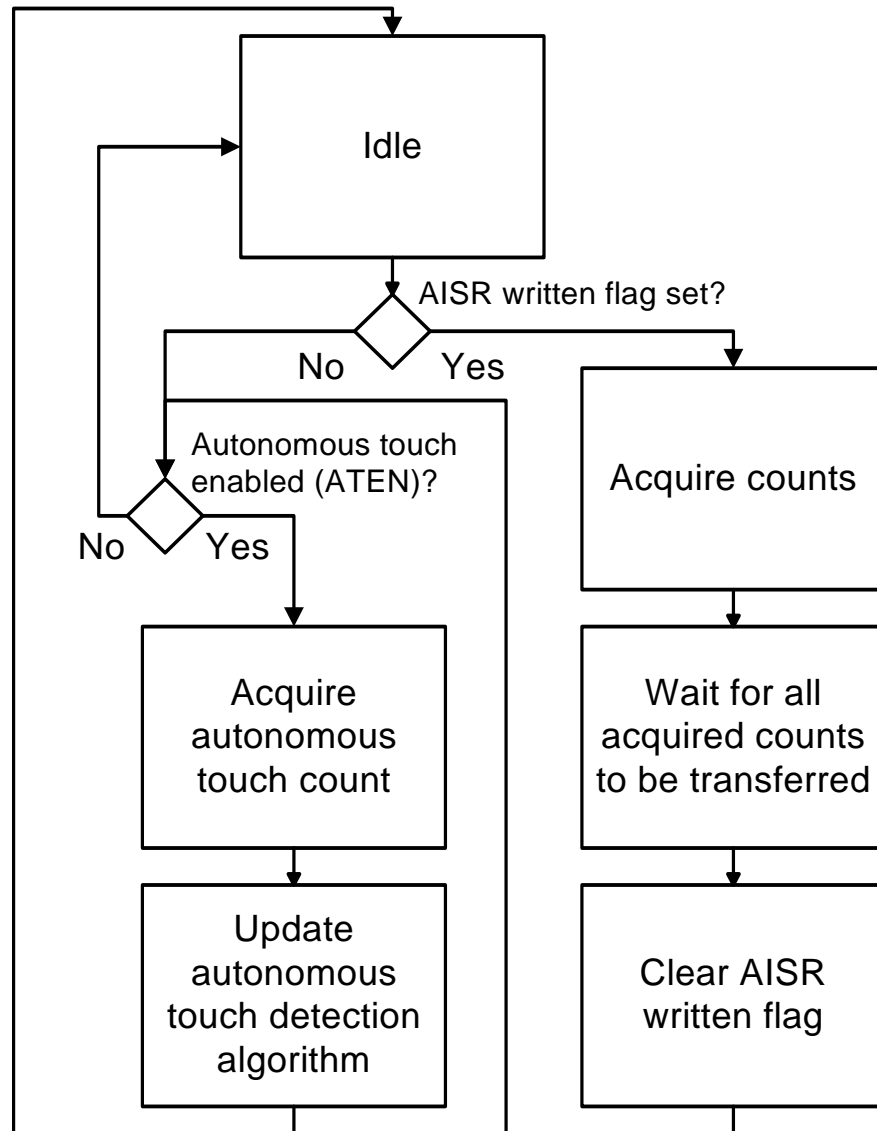 Idle
AISR written flag set?
No
Yes
Autonomous touch
enabled (ATEN)?
No
Yes
Acquire counts
Acquire
autonomous
touch count
Wait for all
acquired counts
to be transferred
Update
autonomous
touch detection
algorithm
Clear AISR
written flag